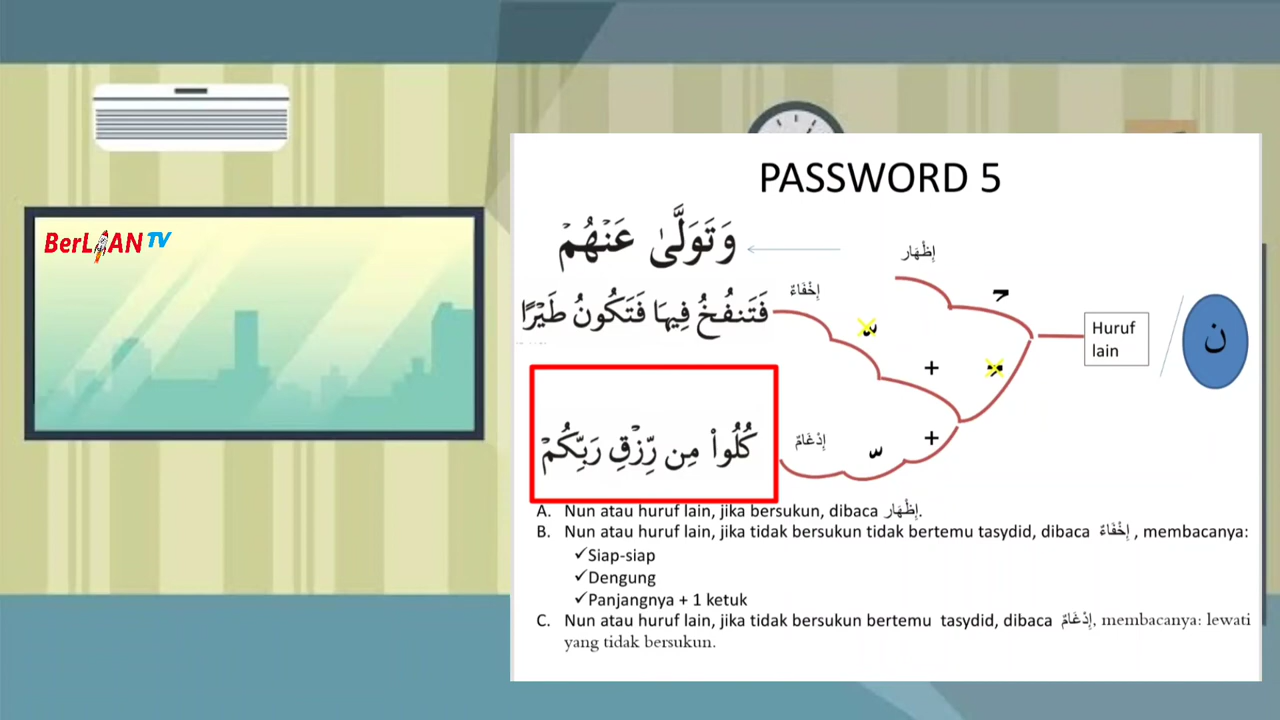 BerLIAN TV
PASSWORD 5
وَتَوَلَّىٰ عَنْهُمْ
إِظْهَار
إِخْفَاءٌ
فَتَنفُخُ فِيهَا فَتَكُونُ طَيْرًا
Huruf lain
ن
+
كُلُوا۟ مِن رِّزْقِ رَبِّكُمْ
إِدْغَامٌ
+
A. Nun atau huruf lain, jika bersukun, dibaca إِظْهَار.
B. Nun atau huruf lain, jika tidak bersukun tidak bertemu tasydid, dibaca إِخْفَاءٌ , membacanya:
✓Siap-siap
✓Dengung
✓Panjangnya + 1 ketuk
C. Nun atau huruf lain, jika tidak bersukun bertemu tasydid, dibaca إِدْغَامٌ, membacanya: lewati
yang tidak bersukun.